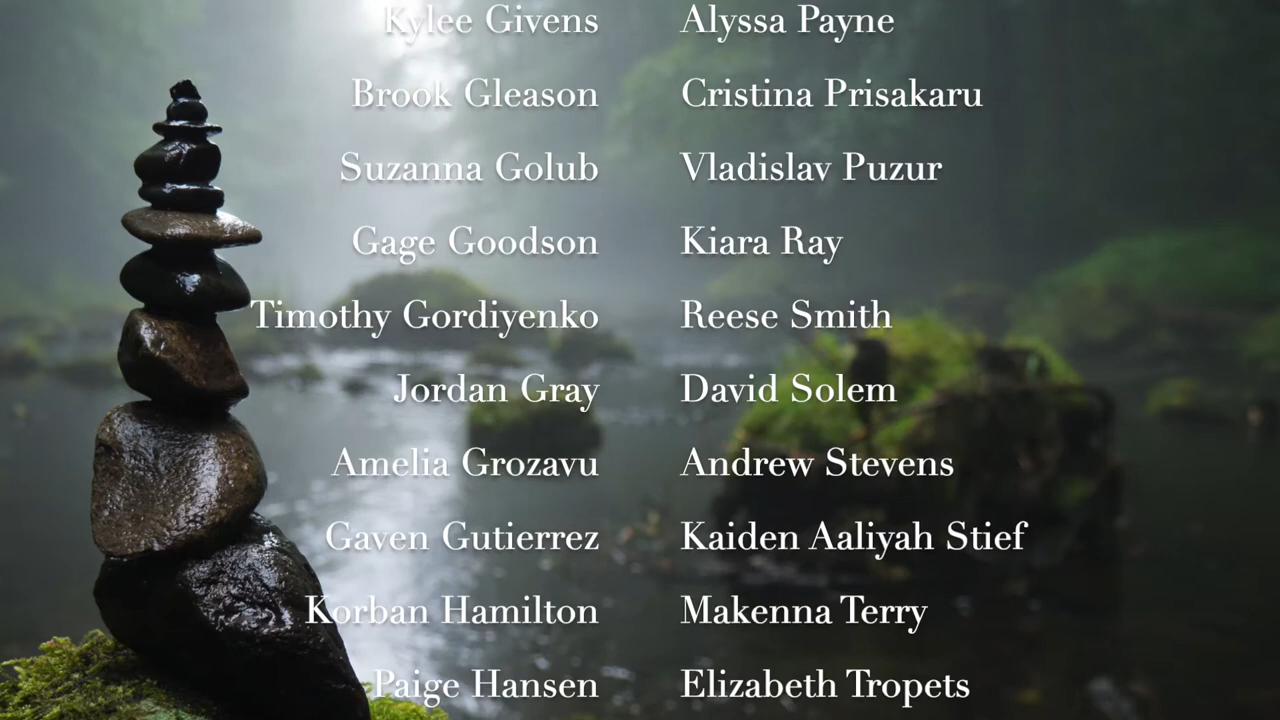 Kylee Givens
Brook Gleason
Suzanna Golub
Gage Goodson
Timothy Gordiyenko
Jordan Gray
Amelia Grozavu
Gaven Gutierrez
Korban Hamilton
Paige Hansen
Alyssa Payne
Cristina Prisakaru
Vladislav Puzur
Kiara Ray
Reese Smith
David Solem
Andrew Stevens
Kaiden Aaliyah Stief
Makenna Terry
Elizabeth Tropets